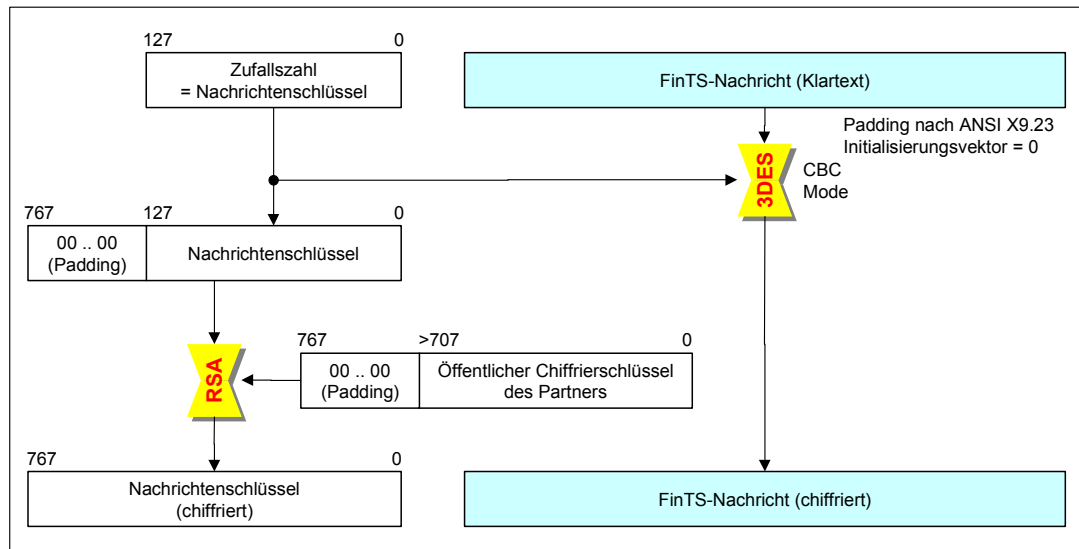 127 0
Zufallszahl
= Nachrichtenschlüssel
FinTS-Nachricht (Klartext)
Padding nach ANSI X9.23
Initialisierungsvektor = 0
3DES
CBC
Mode
767 127 0
00 .. 00
(Padding)
Nachrichtenschlüssel
RSA
767 >707 0
00 .. 00
(Padding)
Öffentlicher Chiffrierschlüssel
des Partners
767 0
Nachrichtenschlüssel
(chiffriert)
FinTS-Nachricht (chiffriert)